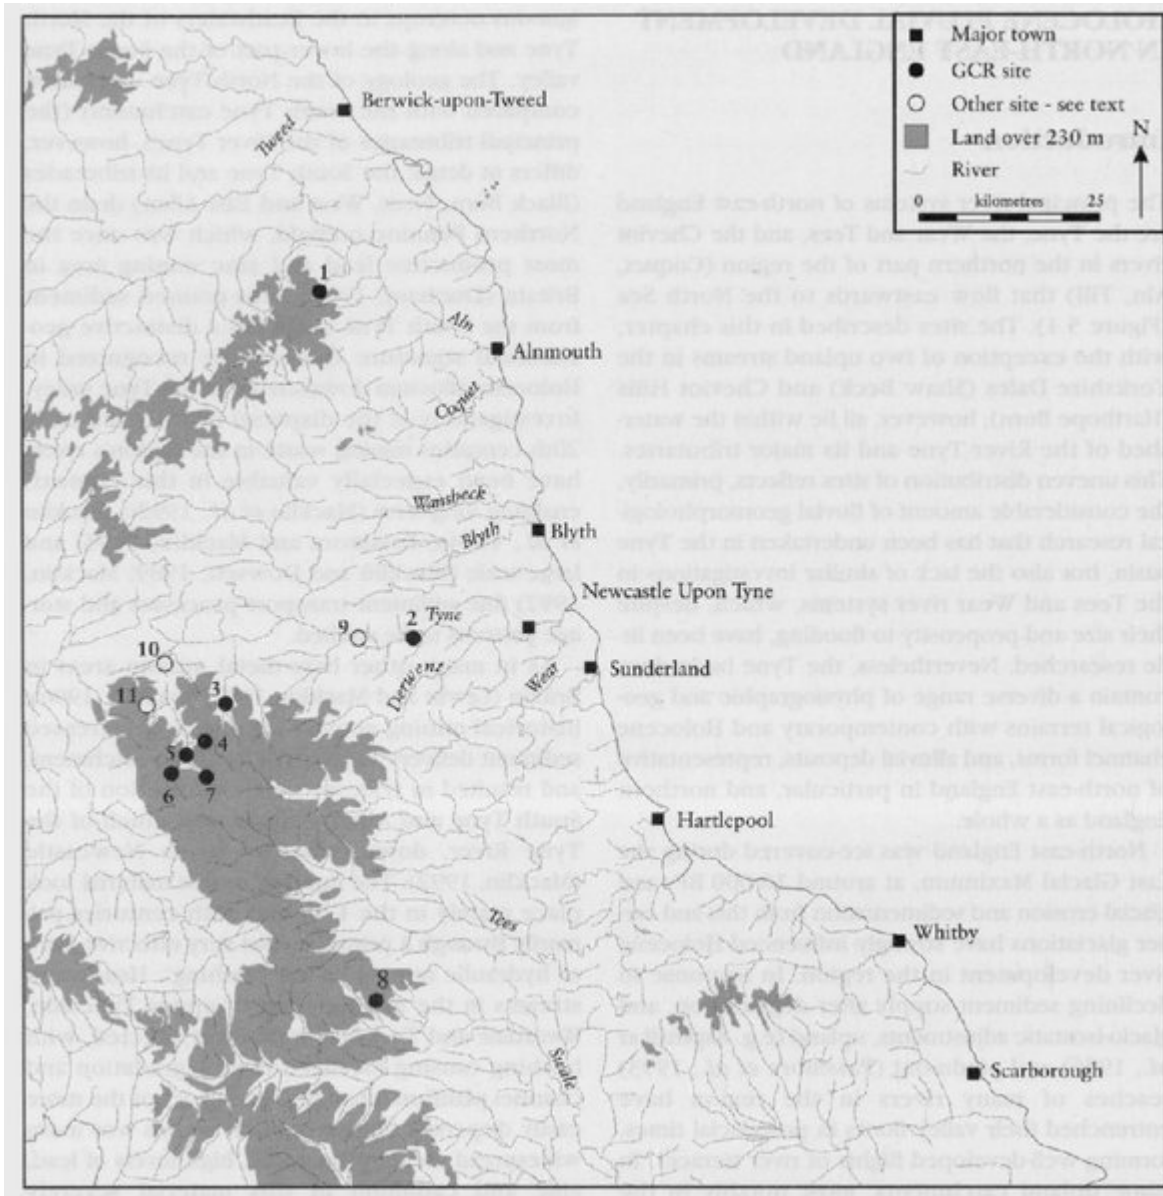 Major town
GCR site
Other site - see text
Land over 230 m
River
N
0 kilometres 25
Berwick-upon-Tweed
Tweed
1
Aln
Alnmouth
Coquet
Wansbeck
Blyth
Blyth
Newcastle Upon Tyne
9
2
Tyne
10
Derwent
Wear
Sunderland
11
3
4
5
6
7
Hartlepool
Tees
Whitby
8
Swale
Scarborough